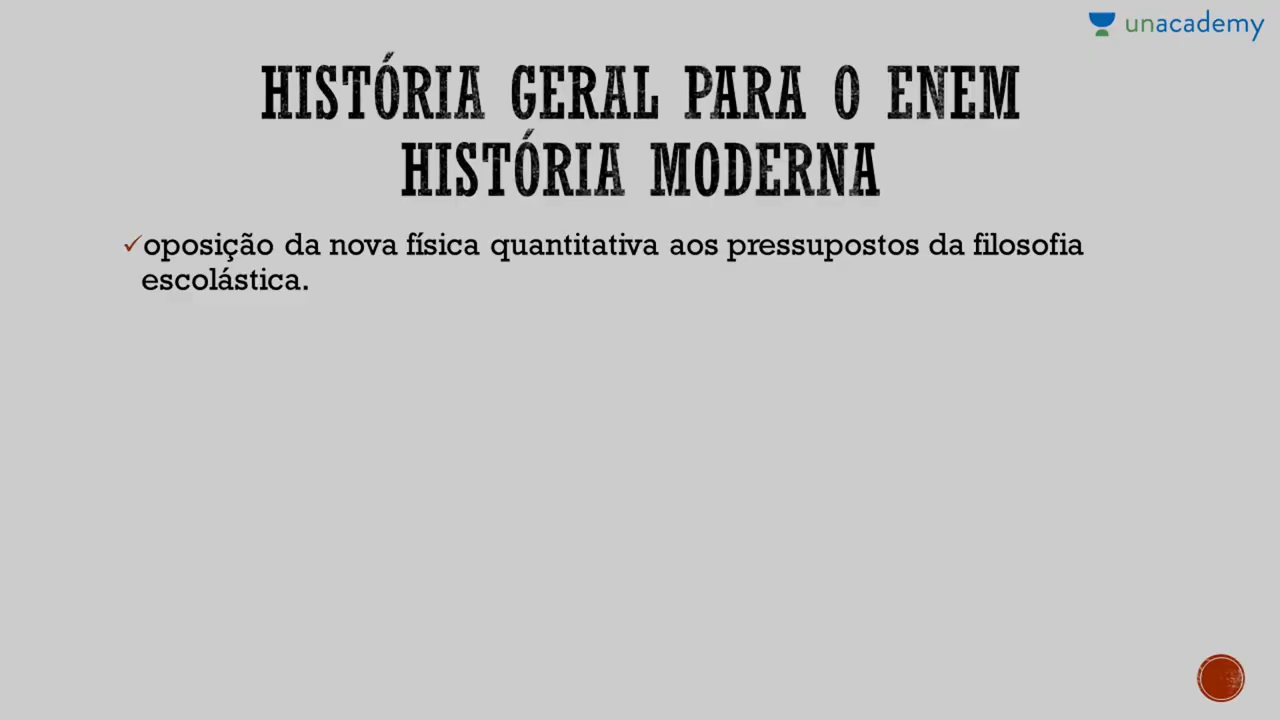 unacademy
HISTÓRIA GERAL PARA O ENEM
HISTÓRIA MODERNA
✓oposição da nova física quantitativa aos pressupostos da filosofia
escolástica.